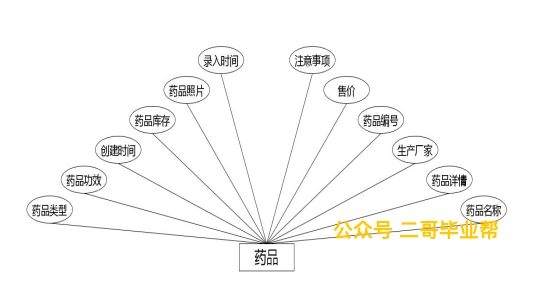 录入时间
注意事项
药品照片
售价
药品库存
药品编号
创建时间
生产厂家
药品功效
药品详情
药品类型
药品名称
公众号 二哥毕业帮
药品